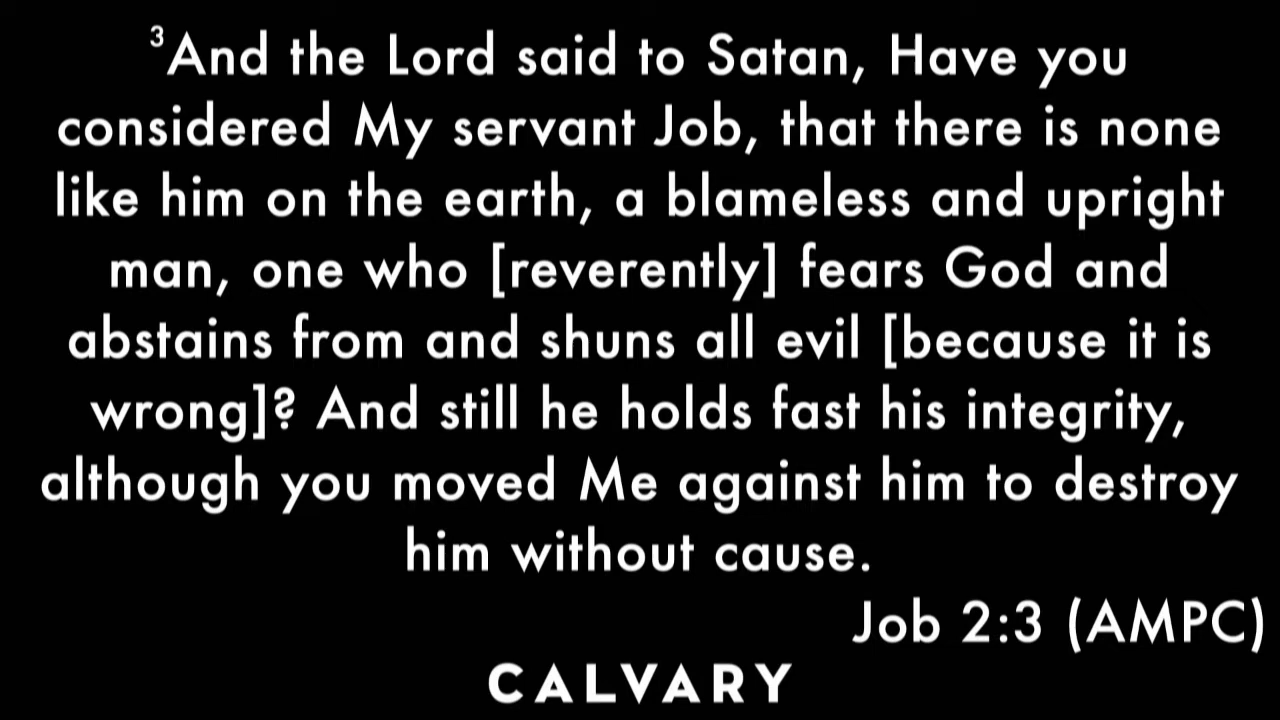 ³And the Lord said to Satan, Have you
considered My servant Job, that there is none
like him on the earth, a blameless and upright
man, one who [reverently] fears God and
abstains from and shuns all evil [because it is
wrong]? And still he holds fast his integrity,
although you moved Me against him to destroy
him without cause.
Job 2:3 (AMPC)
CALVARY